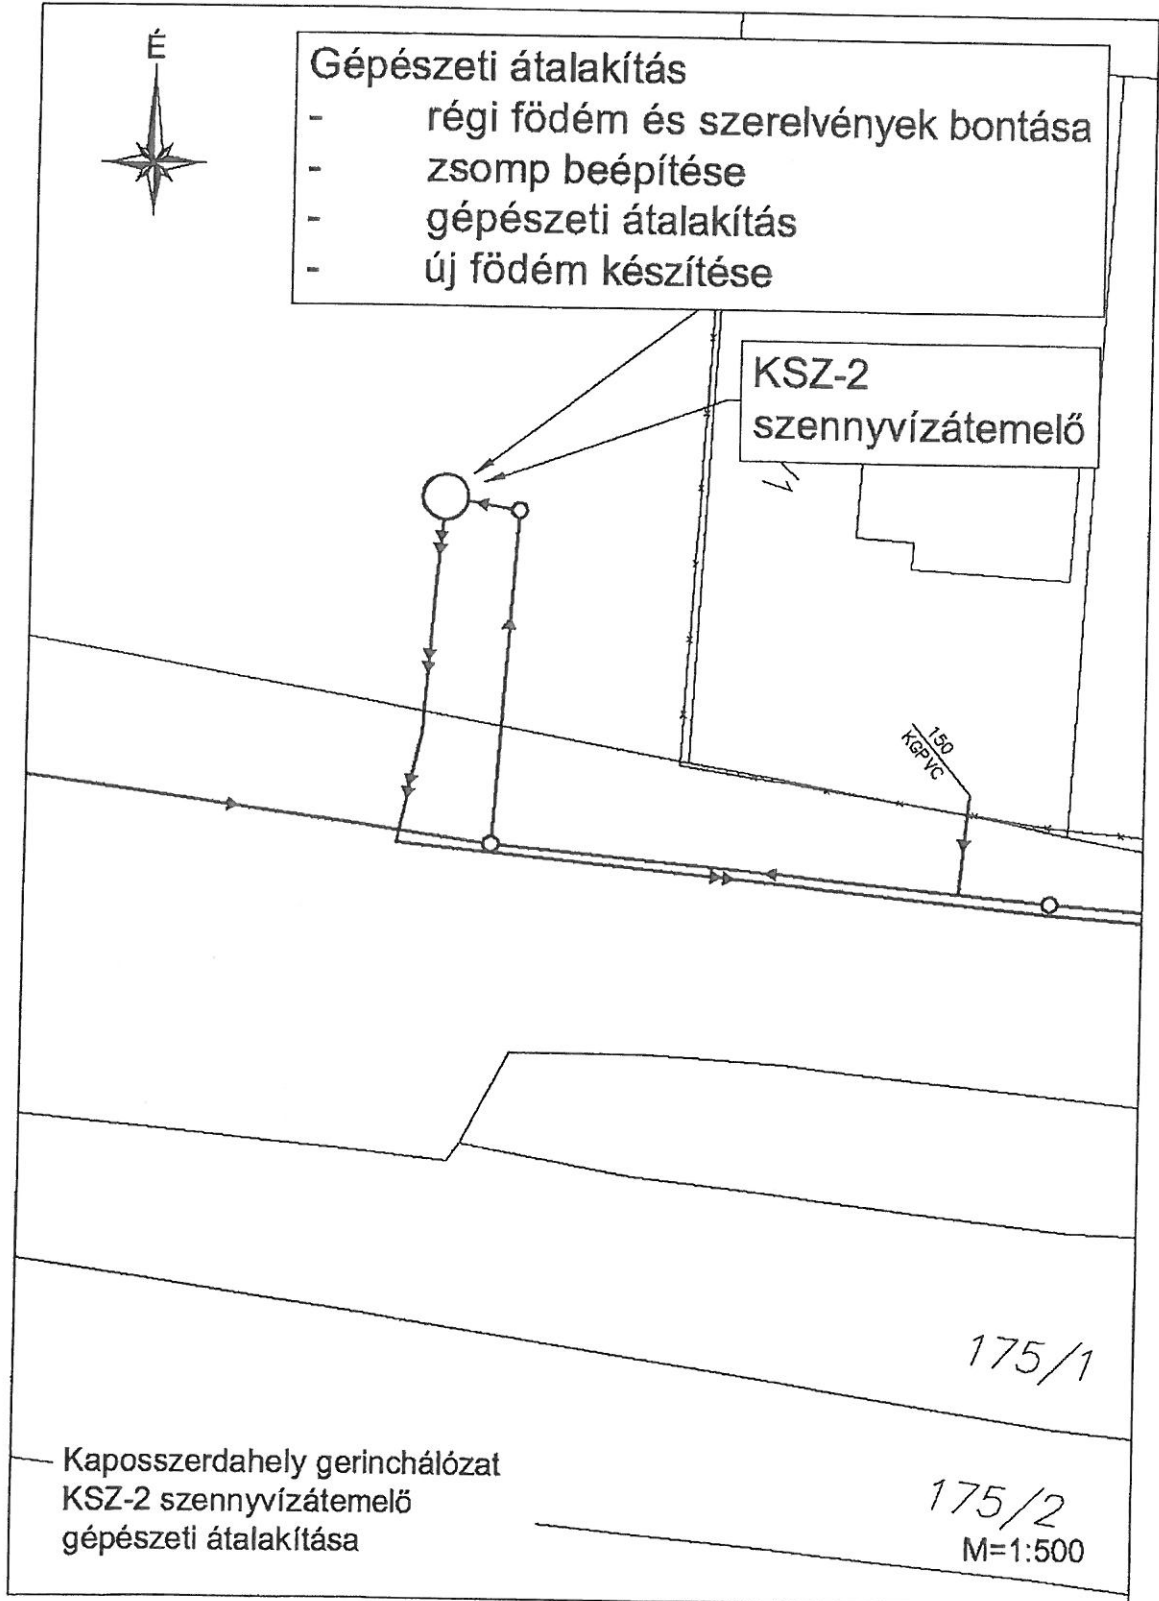 É
Gépészeti átalakítás
- régi födém és szerelvények bontása
- zsomp beépítése
- gépészeti átalakítás
- új födém készítése
KSZ-2
szennyvízátemelő
150
KGPVC
175/1
Kaposszerdahely gerinchálózat
KSZ-2 szennyvízátemelő
gépészeti átalakítása
175/2
M=1:500